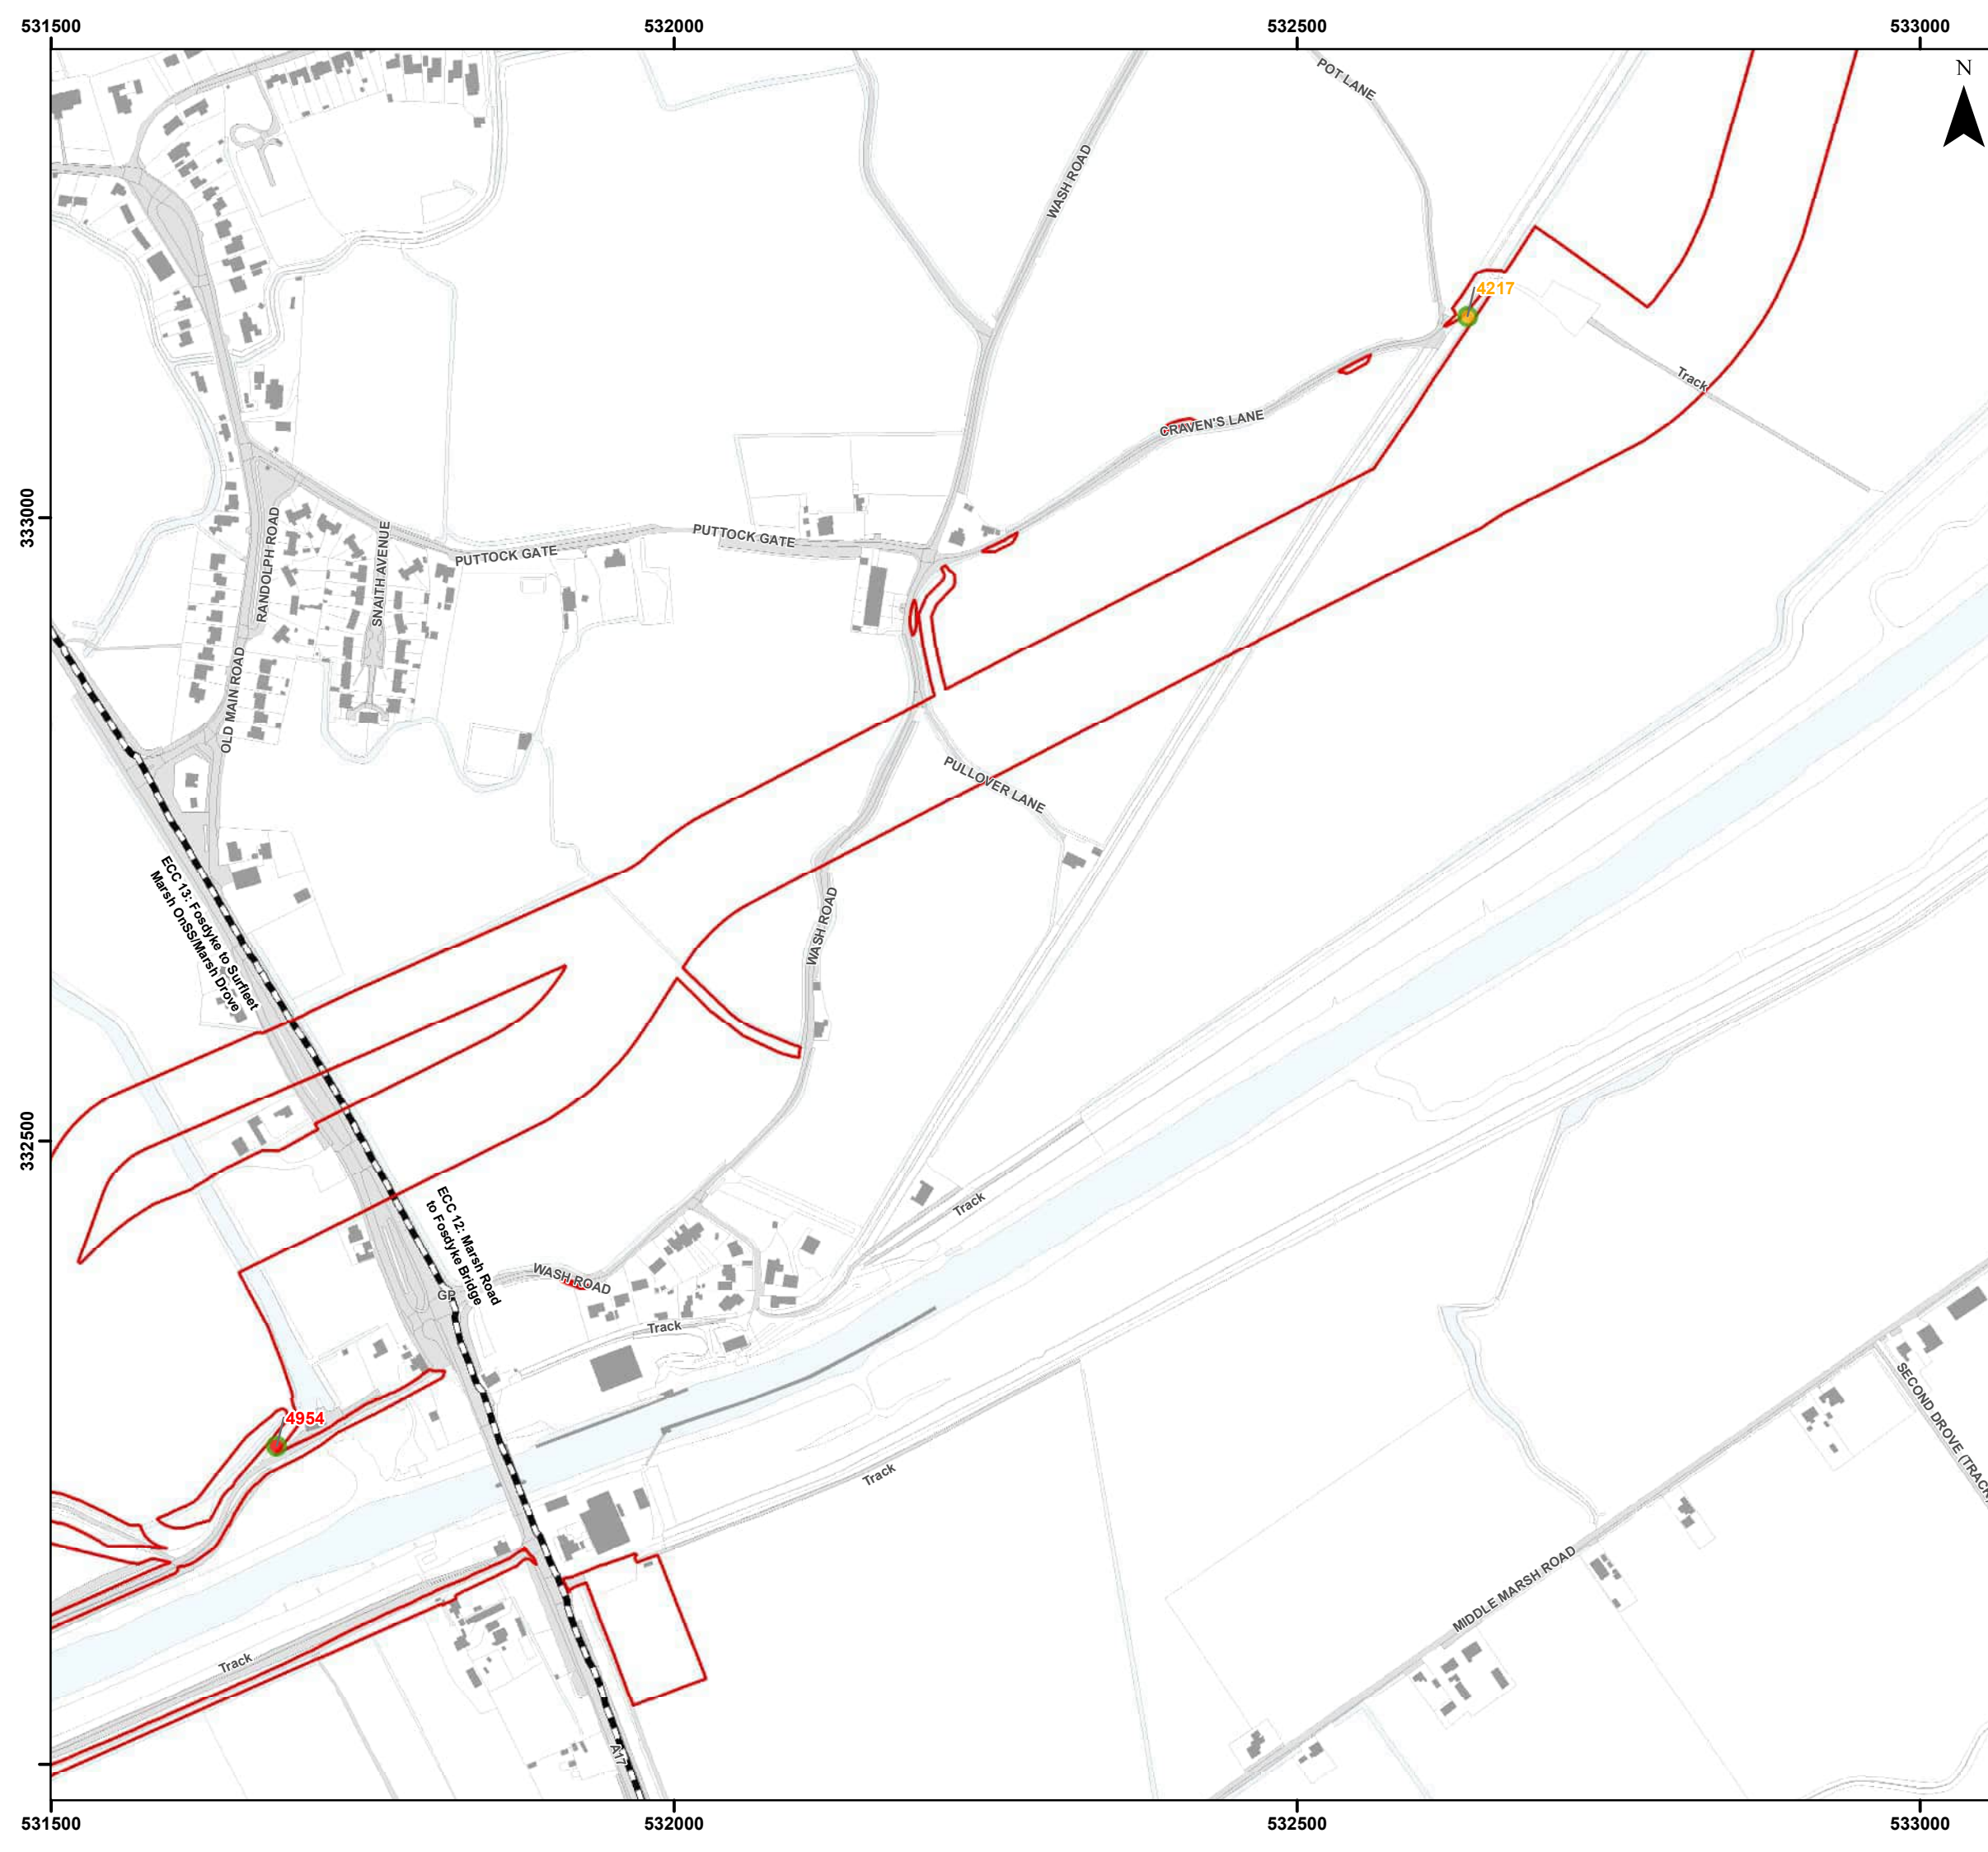 531500
532000
532500
533000
N
POT LANE
WASH ROAD
4217
Track
CRAVEN'S LANE
333000
RANDOLPH ROAD
SNAITH AVENUE
PUTTOCK GATE
PUTTOCK GATE
OLD MAIN ROAD
PULLOVER LANE
ECC 13: Fosdyke to Surfleet
Marsh OnSS/Marsh Drove
WASH ROAD
332500
ECC 12: Marsh Road
to Fosdyke Bridge
Track
GP
WASH ROAD
Track
4954
SECOND DROVE (TRACK
Track
MIDDLE MARSH ROAD
Track
A17
531500
532000
532500
533000